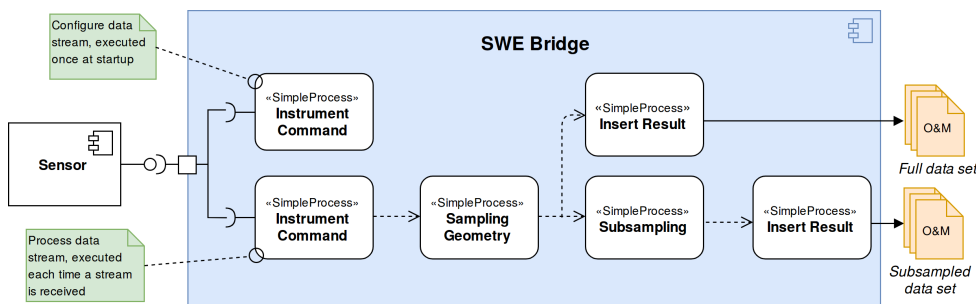 Configure data
stream, executed
once at startup
SWE Bridge
«SimpleProcess»
Instrument
Command
«SimpleProcess»
Insert Result
O&M
Full data set
Sensor
«SimpleProcess»
Instrument
Command
«SimpleProcess»
Sampling
Geometry
«SimpleProcess»
Subsampling
«SimpleProcess»
Insert Result
O&M
Subsampled
data set
Process data
stream, executed
each time a stream
is received